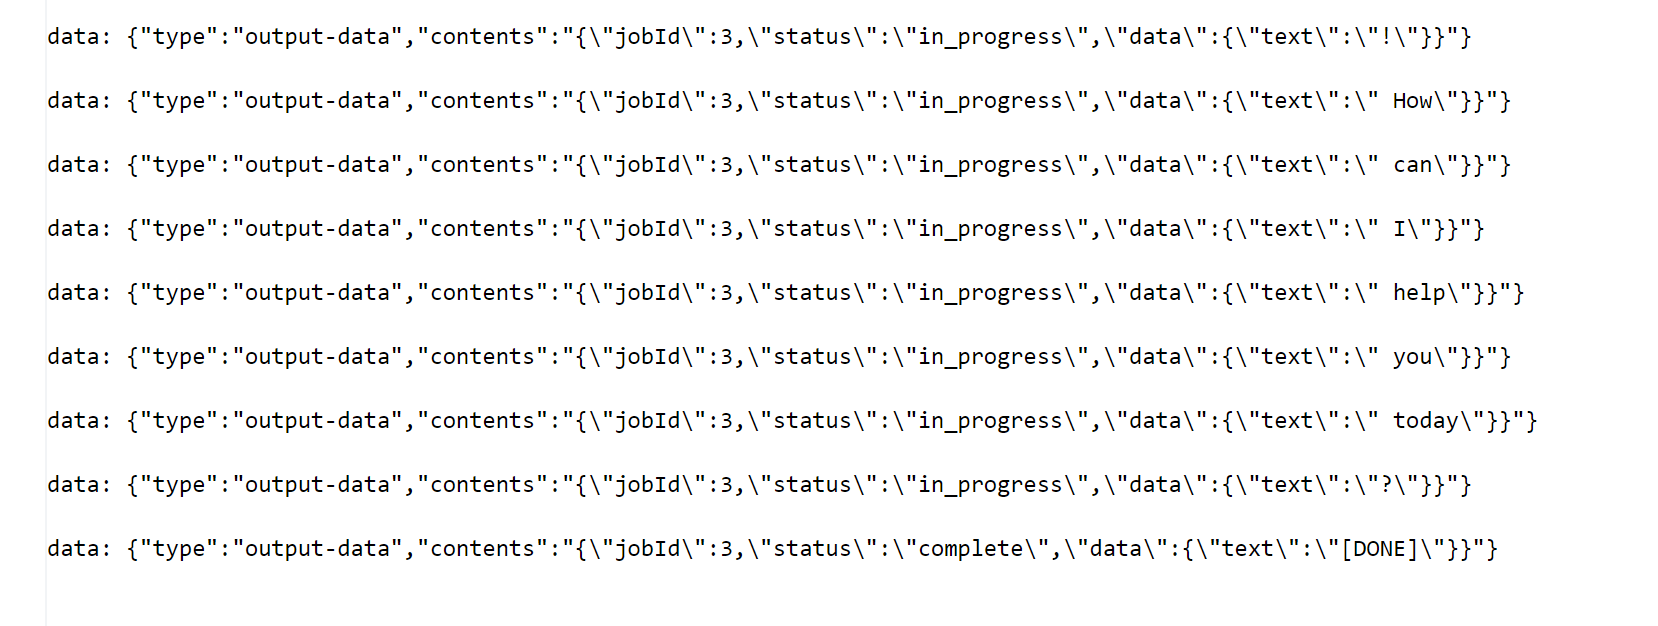 data: {"type":"output-data","contents":"{\"jobId\":3,\"status\":\"in_progress\",\"data\":{\"text\":\"!\"}}"}
data: {"type":"output-data","contents":"{\"jobId\":3,\"status\":\"in_progress\",\"data\":{\"text\":\" How\"}}"}
data: {"type":"output-data","contents":"{\"jobId\":3,\"status\":\"in_progress\",\"data\":{\"text\":\" can\"}}"}
data: {"type":"output-data","contents":"{\"jobId\":3,\"status\":\"in_progress\",\"data\":{\"text\":\" I\"}}"}
data: {"type":"output-data","contents":"{\"jobId\":3,\"status\":\"in_progress\",\"data\":{\"text\":\" help\"}}"}
data: {"type":"output-data","contents":"{\"jobId\":3,\"status\":\"in_progress\",\"data\":{\"text\":\" you\"}}"}
data: {"type":"output-data","contents":"{\"jobId\":3,\"status\":\"in_progress\",\"data\":{\"text\":\" today\"}}"}
data: {"type":"output-data","contents":"{\"jobId\":3,\"status\":\"in_progress\",\"data\":{\"text\":\"?\"}}"}
data: {"type":"output-data","contents":"{\"jobId\":3,\"status\":\"complete\",\"data\":{\"text\":\"[DONE]\"}}"}